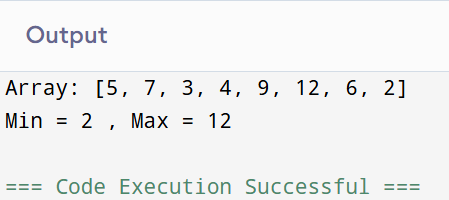 Output
Array: [5, 7, 3, 4, 9, 12, 6, 2]
Min = 2 , Max = 12
=== Code Execution Successful ===